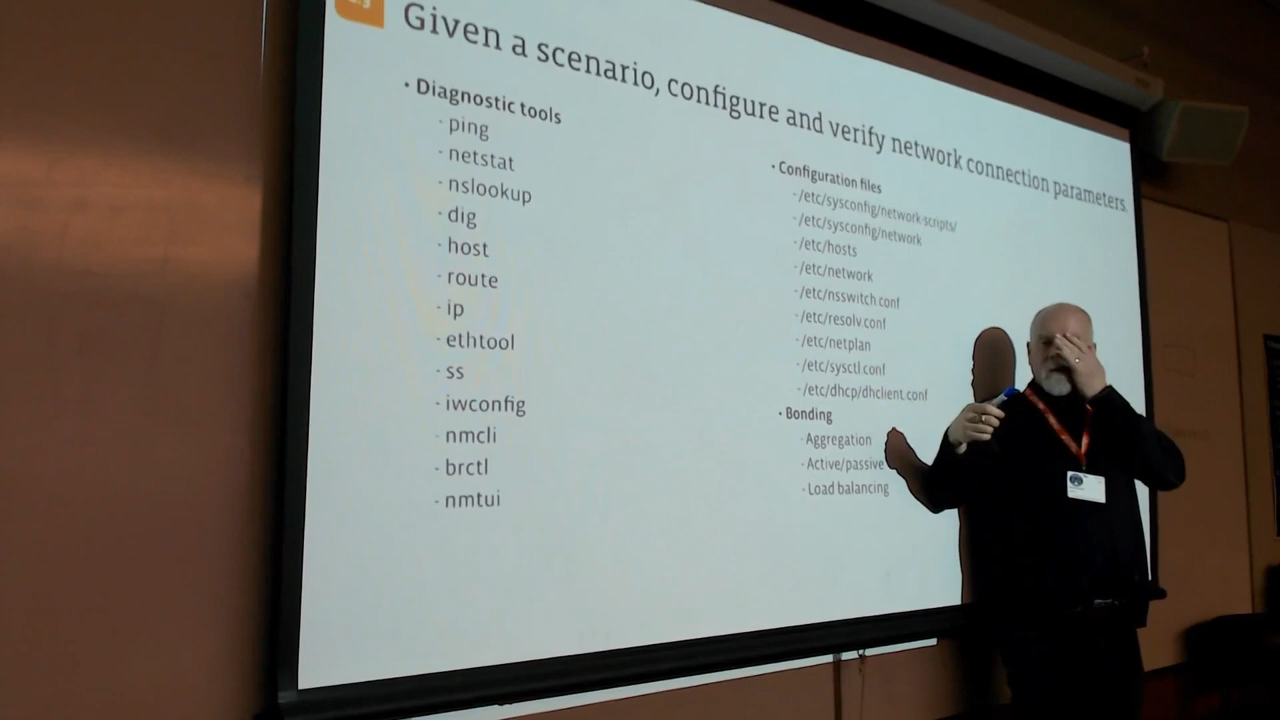 Given a scenario, configure and verify network connection parameters.
• Diagnostic tools
- ping
- netstat
- nslookup
- dig
- host
- route
- ip
- ethtool
- ss
- iwconfig
- nmcli
- brctl
- nmtui
• Configuration files
- /etc/sysconfig/network-scripts/
- /etc/sysconfig/network
- /etc/hosts
- /etc/network
- /etc/nsswitch.conf
- /etc/resolv.conf
- /etc/netplan
- /etc/sysctl.conf
- /etc/dhcp/dhclient.conf
• Bonding
- Aggregation
- Active/passive
- Load balancing